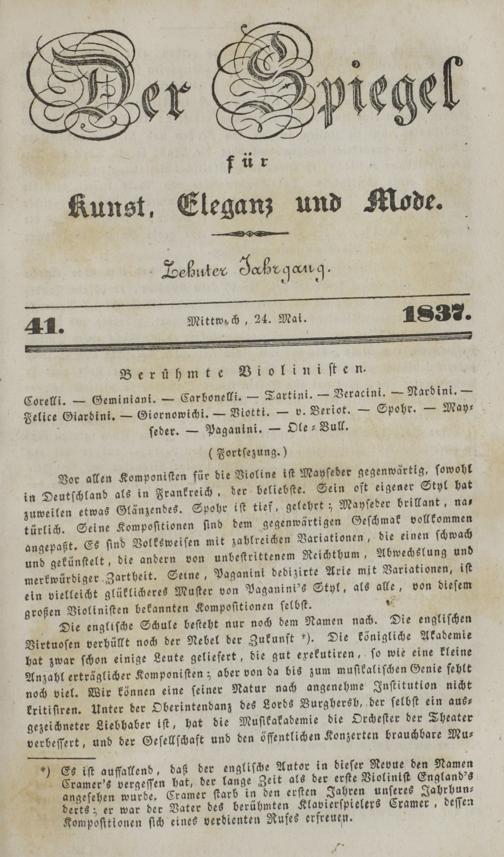 Der Spiegel
für
Kunst, Eleganz und Mode.
Zehnter Jahrgang.
41.
Mittwoch, 24. Mai.
1837.
Berühmte Violinisten.
Corelli. — Geminiani. — Carbonelli. — Tartini. — Veracini. — Nardini. —
Felice Giardini. — Giornowichi. — Viotti. — v. Beriot. — Spohr. — May-
seder. — Paganini. — Ole-Bull.
(Fortsezung.)
Vor allen Komponisten für die Violine ist Mayseder gegenwärtig, sowohl
in Deutschland als in Frankreich, der beliebte. Sein oft eigener Styl hat
zuweilen etwas Glänzendes. Spohr ist tief, gelehrt; Mayseder brillant, na-
türlich. Seine Kompositionen sind dem gegenwärtigen Geschmak vollkommen
angepaßt. Es sind Volksweisen mit zahlreichen Variationen, die einen schwach
und gekünstelt, die andern von unbestrittenem Reichthum, Abwechslung und
merkwürdiger Zartheit. Seine, Paganini dedizirte Arie mit Variationen, ist
ein vielleicht glüklicheres Muster von Paganini's Styl, als alle, von diesem
großen Violinisten bekannten Kompositionen selbst.
Die englische Schule besteht nur noch dem Namen nach. Die englischen
Virtuosen verhüllt noch der Nebel der Zukunft *). Die königliche Akademie
hat zwar schon einige Leute geliefert, die gut exekutiren, so wie eine kleine
Anzahl erträglicher Komponisten; aber von da bis zum musikalischen Genie fehlt
noch viel. Wir können eine seiner Natur nach angenehme Institution nicht
kritisiren. Unter der Oberintendanz des Lords Burghersh, der selbst ein aus-
gezeichneter Liebhaber ist, hat die Musikakademie die Orchester der Theater
verbessert, und der Gesellschaft und den öffentlichen Konzerten brauchbare Mu-
*) Es ist auffallend, daß der englische Autor in dieser Revue den Namen
Cramer's vergessen hat, der lange Zeit als der erste Violinist England's
angesehen wurde. Cramer starb in den ersten Jahren unseres Jahrhun-
derts; er war der Vater des berühmten Klavierspielers Cramer, dessen
Kompositionen sich eines verdienten Rufes erfreuen.